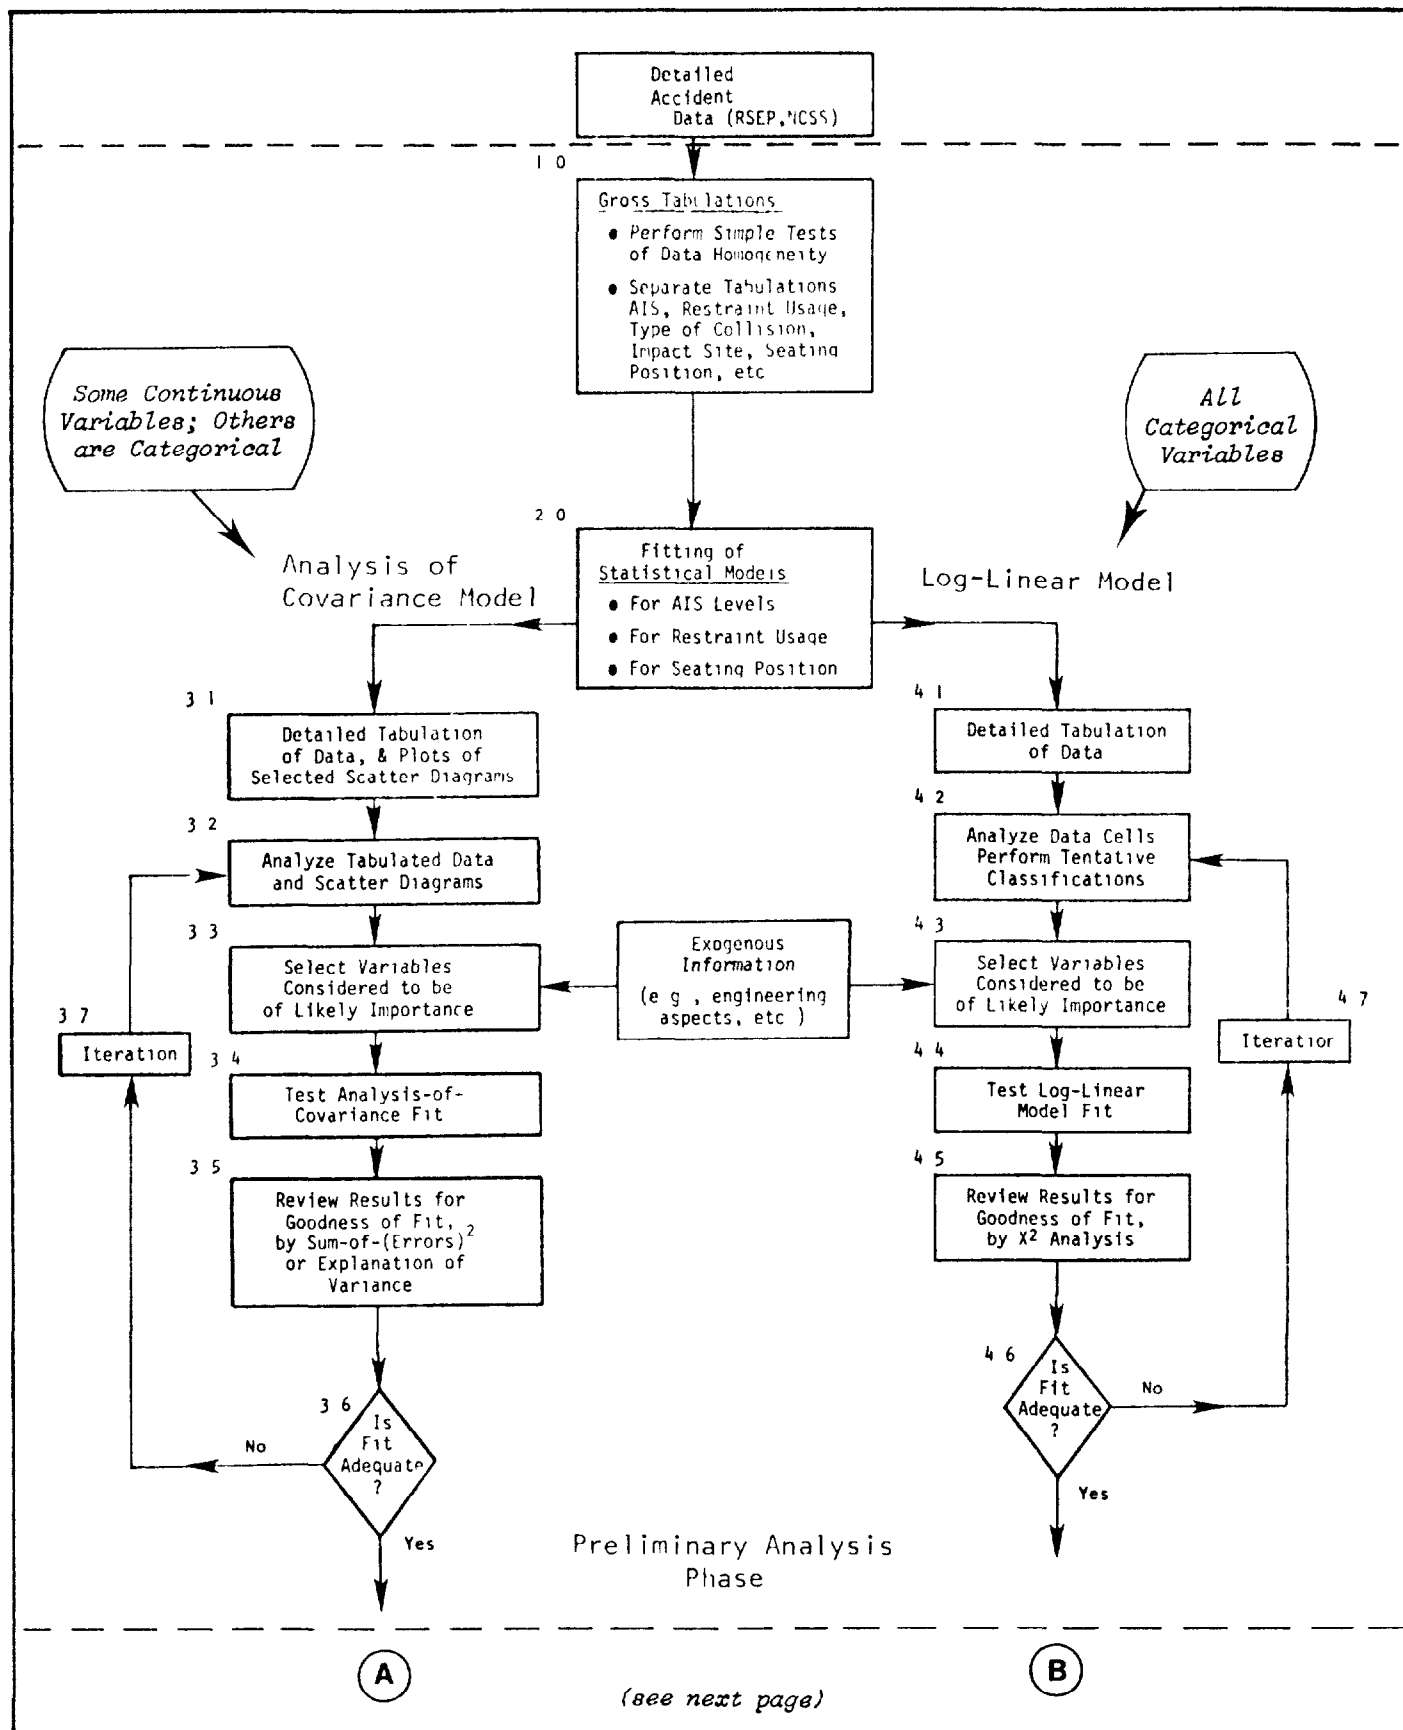 Detailed
Accident
Data (RSEP,NCSS)
1 0
Gross Tabulations
• Perform Simple Tests
of Data Homogeneity
• Separate Tabulations
AIS, Restraint Usage,
Type of Collision,
Impact Site, Seating
Position, etc
Some Continuous
Variables; Others
are Categorical
All
Categorical
Variables
2 0
Fitting of
Statistical Models
• For AIS Levels
• For Restraint Usage
• For Seating Position
Analysis of
Covariance Model
Log-Linear Model
3 1
Detailed Tabulation
of Data, & Plots of
Selected Scatter Diagrams
3 2
Analyze Tabulated Data
and Scatter Diagrams
3 3
Select Variables
Considered to be
of Likely Importance
3 7
Iteration
3 4
Test Analysis-of-
Covariance Fit
3 5
Review Results for
Goodness of Fit,
by Sum-of-(Errors)²
or Explanation of
Variance
3 6
Is
Fit
Adequate
?
No
Yes
Exogenous
Information
(e g , engineering
aspects, etc )
4 1
Detailed Tabulation
of Data
4 2
Analyze Data Cells
Perform Tentative
Classifications
4 3
Select Variables
Considered to be
of Likely Importance
4 7
Iteration
4 4
Test Log-Linear
Model Fit
4 5
Review Results for
Goodness of Fit,
by X² Analysis
4 6
Is
Fit
Adequate
?
No
Yes
Preliminary Analysis
Phase
A
B
(see next page)